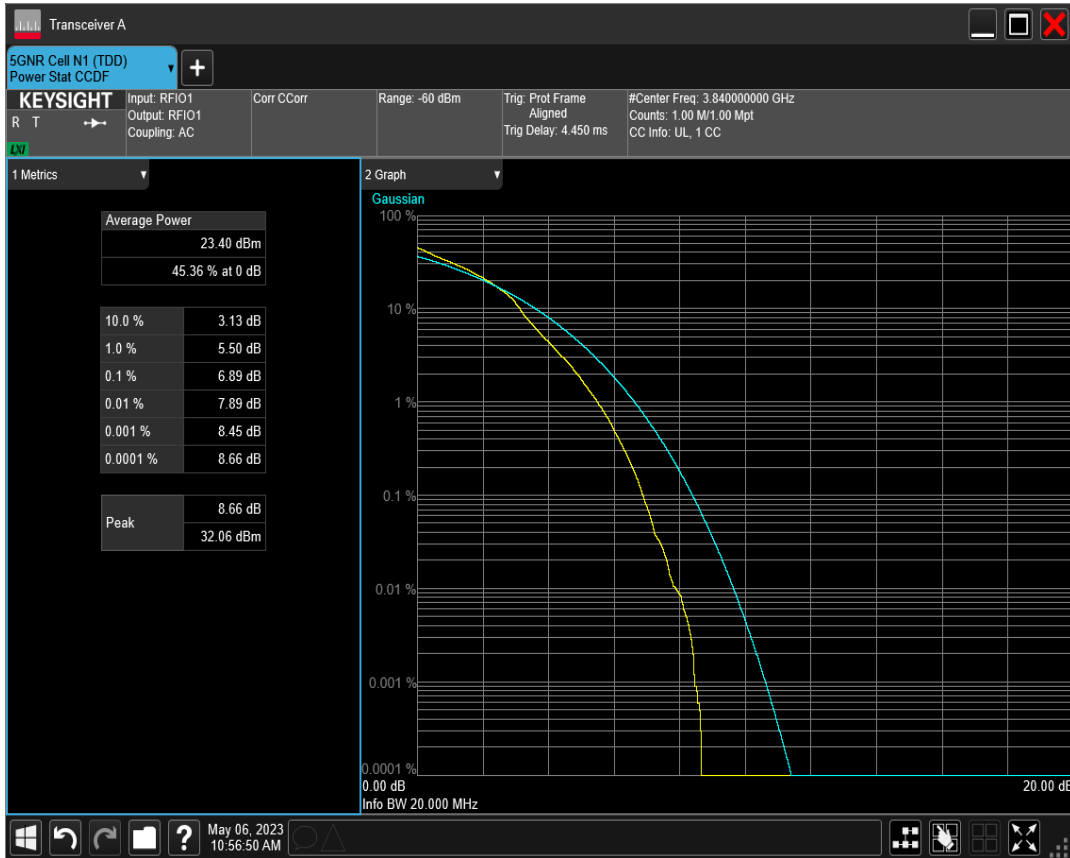 Transceiver A
5GNR Cell N1 (TDD)
Power Stat CCDF
+
KEYSIGHT
R T
LXI
Input: RFIO1
Output: RFIO1
Coupling: AC
Corr CCorr
Range: -60 dBm
Trig: Prot Frame
Aligned
Trig Delay: 4.450 ms
#Center Freq: 3.840000000 GHz
Counts: 1.00 M/1.00 Mpt
CC Info: UL, 1 CC
1 Metrics
Average Power
23.40 dBm
45.36 % at 0 dB
10.0 % 3.13 dB
1.0 % 5.50 dB
0.1 % 6.89 dB
0.01 % 7.89 dB
0.001 % 8.45 dB
0.0001 % 8.66 dB
Peak
8.66 dB
32.06 dBm
2 Graph
Gaussian
100 %
10 %
1 %
0.1 %
0.01 %
0.001 %
0.0001 %
0.00 dB 20.00 dB
Info BW 20.000 MHz
?
May 06, 2023
10:56:50 AM